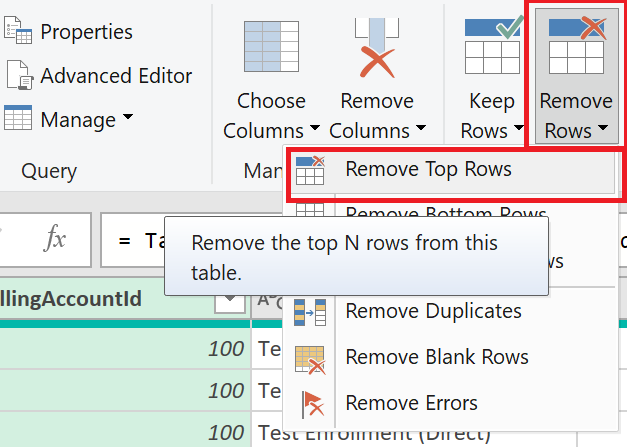 Properties
Advanced Editor
Manage
Query
Choose
Columns
Remove
Columns
Keep
Rows
Remove
Rows
Remove Top Rows
Remove Bottom Rows
fx
= Ta
Remove the top N rows from this
table.
Remove Duplicates
Remove Blank Rows
Remove Errors
llingAccountId
100
Te
100
Te
100
Test Enrollment (Direct)